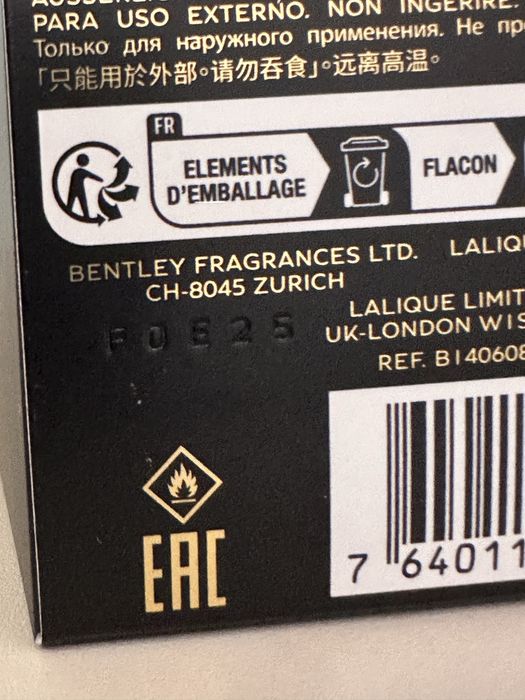 PARA USO EXTERNO. NON INGERIRE.
Только для наружного применения. Не пр
「只能用於外部。请勿吞食」。远离高温。
FR
ELEMENTS
D'EMBALLAGE
FLACON
BENTLEY FRAGRANCES LTD.
CH-8045 ZURICH
LALIQ
LALIQUE LIMIT
UK-LONDON W1S
REF. B140608
F0E25
EAC
7 64011